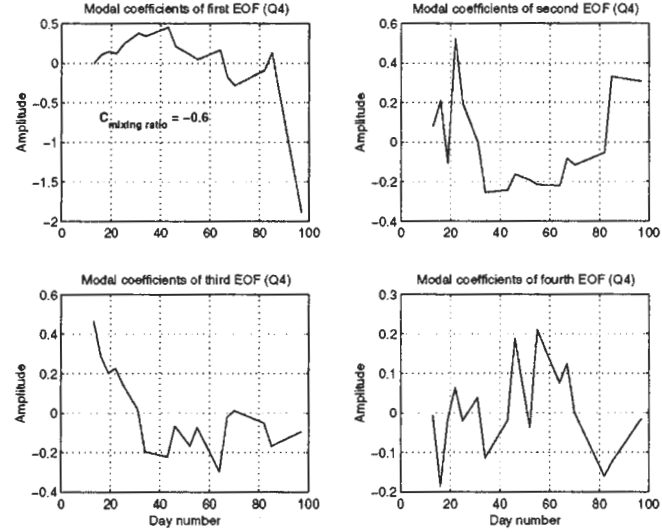 Modal coefficients of first EOF (Q4)
0.5
0
−0.5
−1
−1.5
−2
Amplitude
C mixing ratio = −0.6
0 20 40 60 80 100
Modal coefficients of second EOF (Q4)
0.6
0.4
0.2
0
−0.2
−0.4
Amplitude
0 20 40 60 80 100
Modal coefficients of third EOF (Q4)
0.6
0.4
0.2
0
−0.2
−0.4
Amplitude
0 20 40 60 80 100
Day number
Modal coefficients of fourth EOF (Q4)
0.3
0.2
0.1
0
−0.1
−0.2
Amplitude
0 20 40 60 80 100
Day number